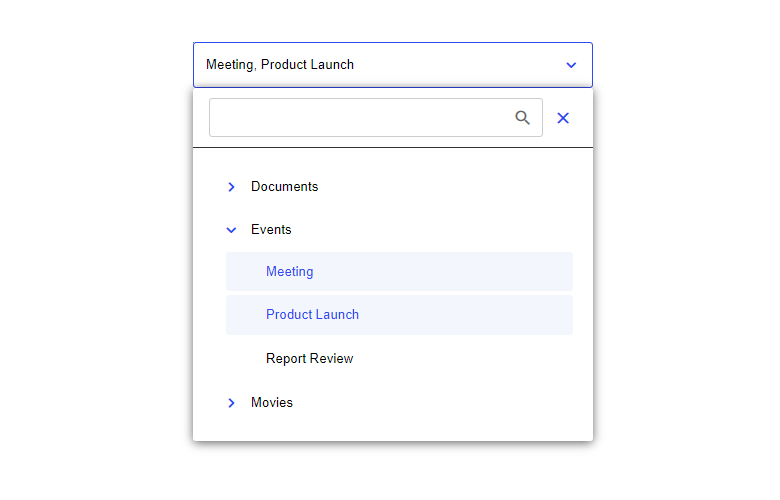 Meeting, Product Launch
Documents
Events
Meeting
Product Launch
Report Review
Movies